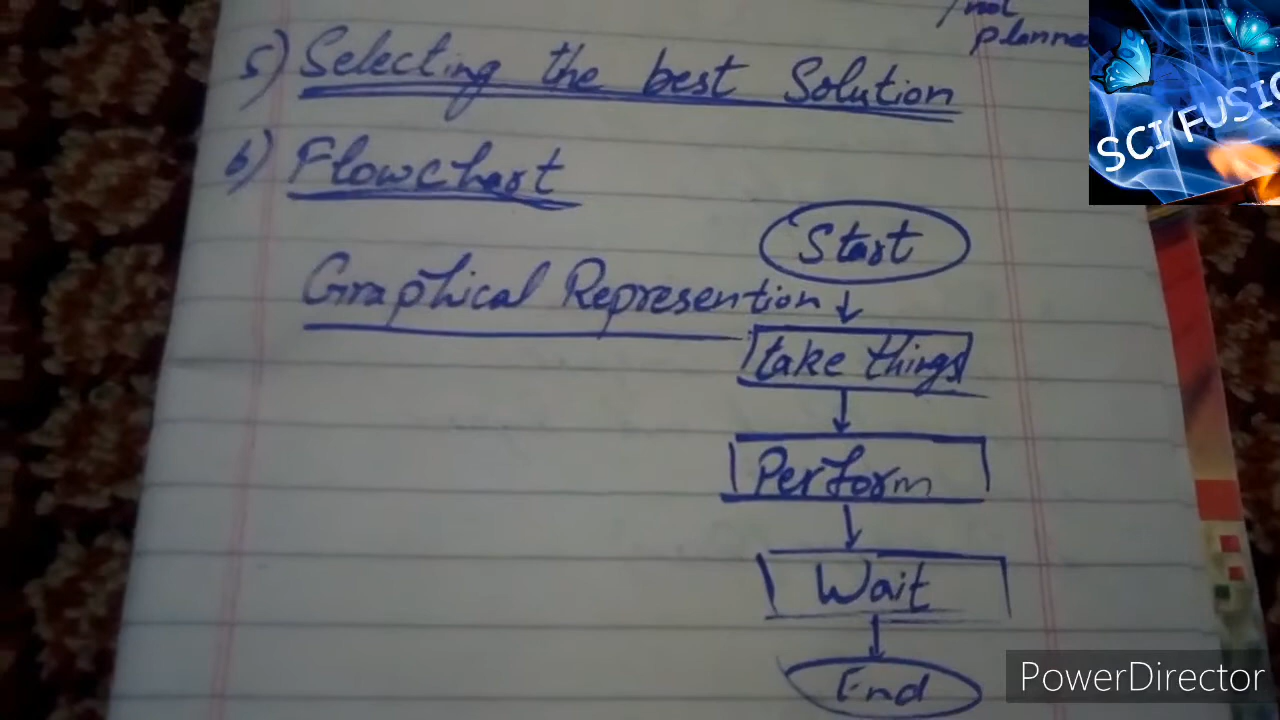 /not
planne
5) Selecting the best Solution
6) Flowchart
Graphical Represention
Start
take things
Perform
Wait
End
SCI FUSIO
PowerDirector